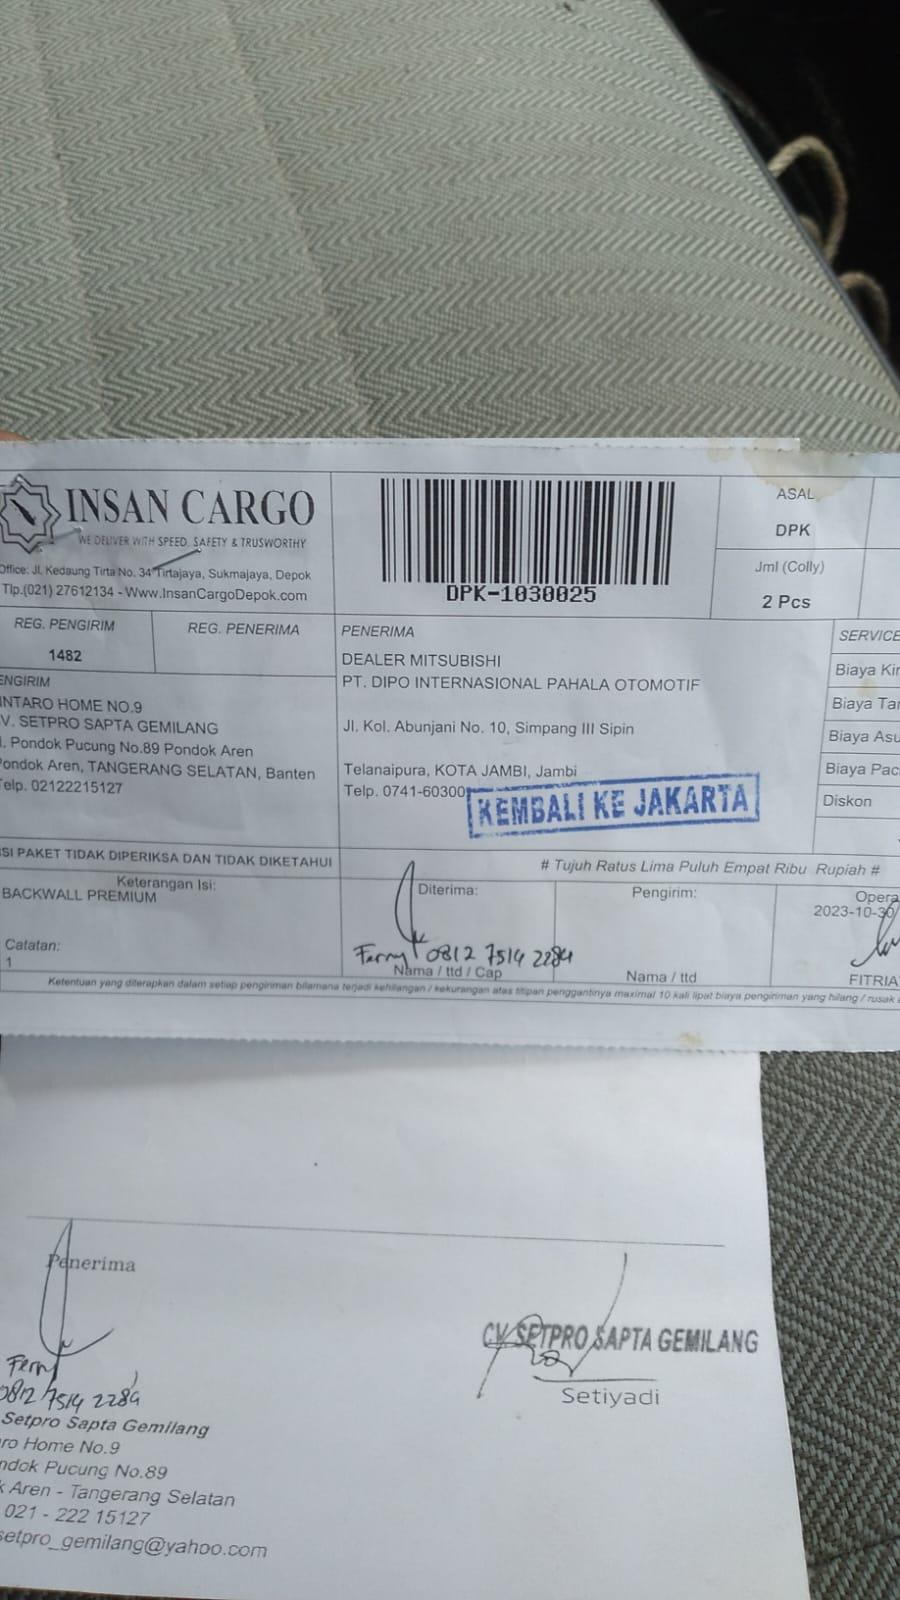 INSAN CARGO
WE DELIVER WITH SPEED, SAFETY & TRUSWORTHY
Office: Jl. Kedaung Tirta No. 34 Tirtajaya, Sukmajaya, Depok
Tlp.(021) 27612134 - Www.InsanCargoDepok.com
DPK-1030025
ASAL
DPK
Jml (Colly)
2 Pcs
REG. PENGIRIM
1482
REG. PENERIMA
ENGIRIM
INTARO HOME NO.9
V. SETPRO SAPTA GEMILANG
l. Pondok Pucung No.89 Pondok Aren
Pondok Aren, TANGERANG SELATAN, Banten
Telp. 02122215127
PENERIMA
DEALER MITSUBISHI
PT. DIPO INTERNASIONAL PAHALA OTOMOTIF
Jl. Kol. Abunjani No. 10, Simpang III Sipin
Telanaipura, KOTA JAMBI, Jambi
Telp. 0741-60300
KEMBALI KE JAKARTA
SERVICE
Biaya Kir
Biaya Tar
Biaya Asu
Biaya Pac
Diskon
SI PAKET TIDAK DIPERIKSA DAN TIDAK DIKETAHUI
# Tujuh Ratus Lima Puluh Empat Ribu Rupiah #
Keterangan Isi:
BACKWALL PREMIUM
Catatan:
1
Diterima:
Ferry 0812 7514 2284
Nama / ttd / Cap
Pengirim:
Nama / ttd
Opera
2023-10-30
FITRIA
Ketentuan yang diterapkan dalam setiap pengiriman bilamana terjadi kehilangan / kekurangan atas titipan penggantinya maximal 10 kali lipat biaya pengiriman yang hilang / rusak
Penerima
Ferry
0812 7514 2284
Setpro Sapta Gemilang
ro Home No.9
ndok Pucung No.89
k Aren - Tangerang Selatan
021 - 222 15127
setpro_gemilang@yahoo.com
CV. SETPRO SAPTA GEMILANG
Setiyadi